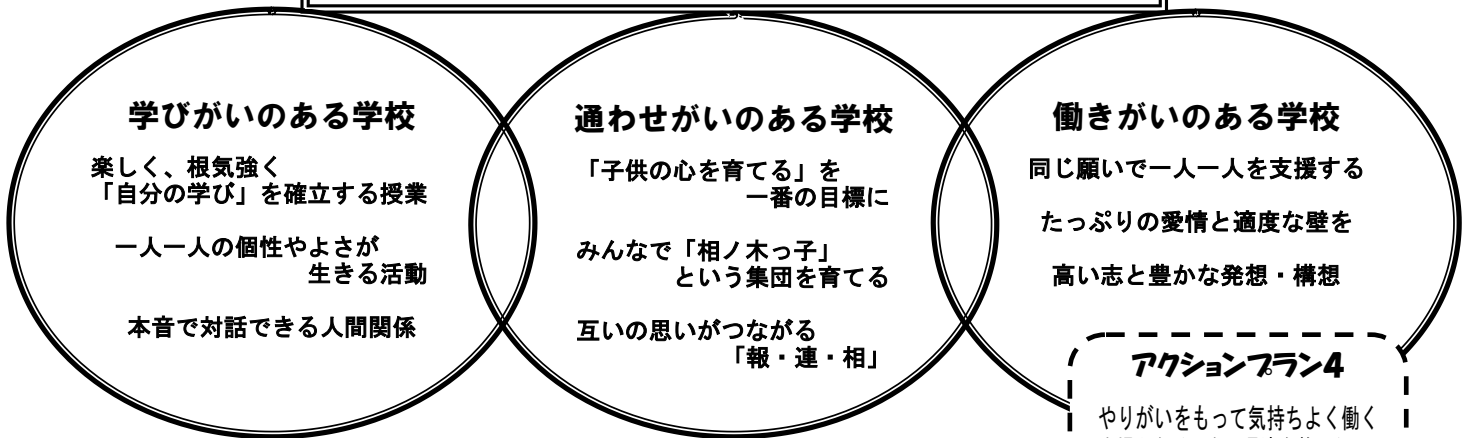 学びがいのある学校
楽しく、根気強く
「自分の学び」を確立する授業
一人一人の個性やよさが
生きる活動
本音で対話できる人間関係
通わせがいのある学校
「子供の心を育てる」を
一番の目標に
みんなで「相ノ木っ子」
という集団を育てる
互いの思いがつながる
「報・連・相」
働きがいのある学校
同じ願いで一人一人を支援する
たっぷりの愛情と適度な壁を
高い志と豊かな発想・構想
アクションプラン4
やりがいをもって気持ちよく働く